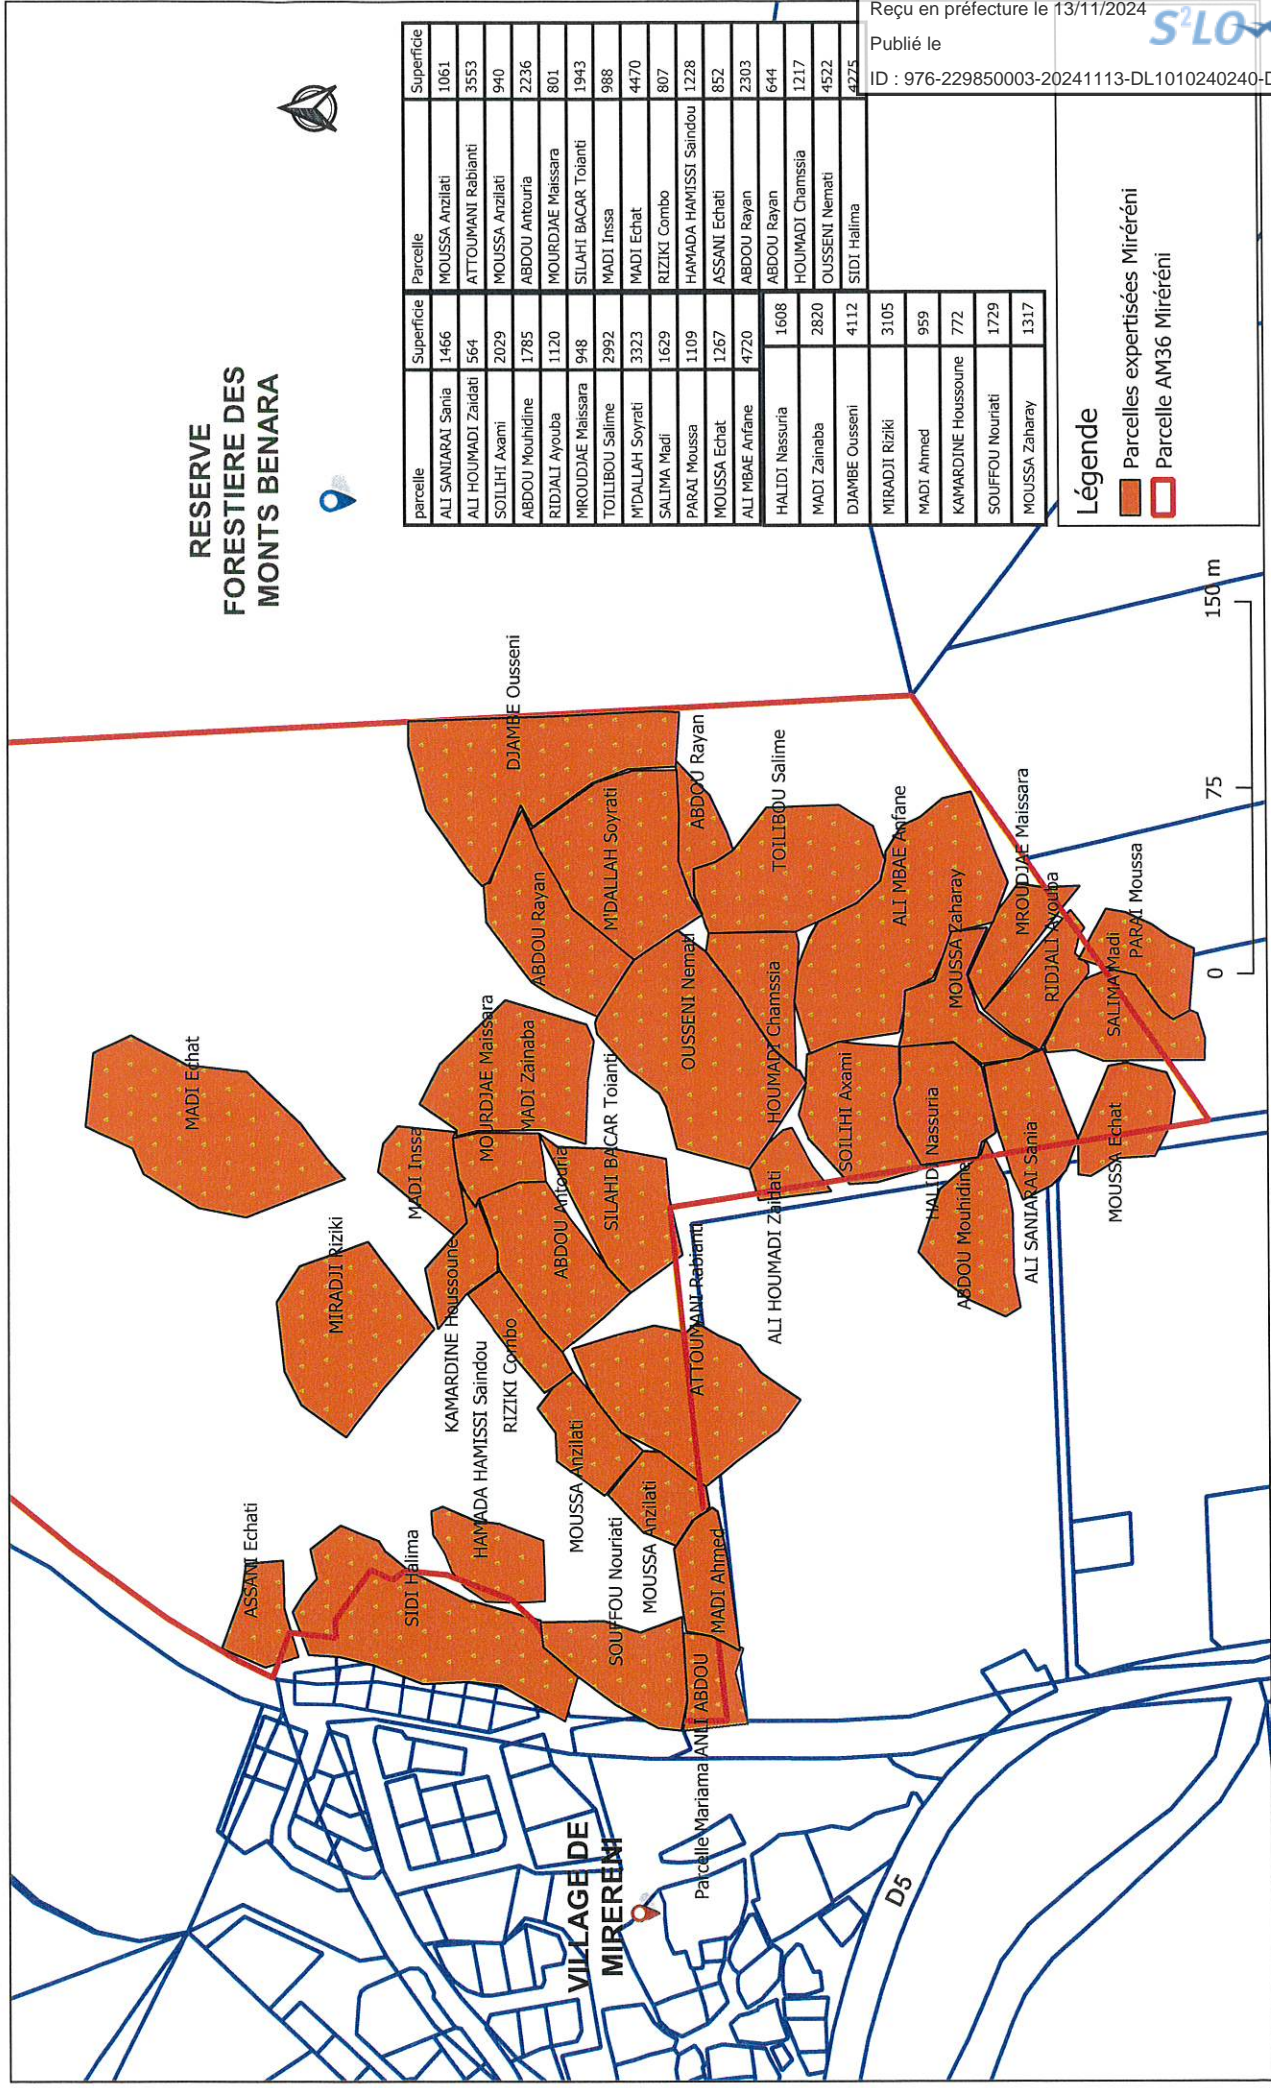 Reçu en préfecture le 13/11/2024
Publié le
S²LO
ID : 976-229850003-20241113-DL1010240240-D
RESERVE
FORESTIERE DES
MONTS BENARA
parcelle Superficie Parcelle Superficie
ALI SANIARAI Sania 1466 MOUSSA Anzilati 1061
ALI HOUMADI Zaidati 564 ATTOUMANI Rabianti 3553
SOILIHI Axami 2029 MOUSSA Anzilati 940
ABDOU Mouhidine 1785 ABDOU Antouria 2236
RIDJALI Ayouba 1120 MOURDJAE Maissara 801
MROUDJAE Maissara 948 SILAHI BACAR Toianti 1943
TOILIBOU Salime 2992 MADI Inssa 988
M'DALLAH Soyrati 3323 MADI Echat 4470
SALIMA Madi 1629 RIZIKI Combo 807
PARAI Moussa 1109 HAMADA HAMISSI Saindou 1228
MOUSSA Echat 1267 ASSANI Echati 852
ALI MBAE Anfane 4720 ABDOU Rayan 2303
HALIDI Nassuria 1608 ABDOU Rayan 644
MADI Zainaba 2820 HOUMADI Chamssia 1217
DJAMBE Ousseni 4112 OUSSENI Nemati 4522
MIRADJI Riziki 3105 SIDI Halima 4275
MADI Ahmed 959
KAMARDINE Houssoune 772
SOUFFOU Nouriati 1729
MOUSSA Zaharay 1317
Légende
Parcelles expertisées Miréréni
Parcelle AM36 Miréréni
0 75 150 m
MADI Echat
ASSANI Echati
MIRADJI Riziki
SIDI Halima
MADI Inssa
KAMARDINE Houssoune
HAMADA HAMISSI Saindou
MOURDJAE Maissara
RIZIKI Combo
DJAMBE Ousseni
MADI Zainaba
ABDOU Rayan
ABDOU Antouria
MOUSSA Anzilati
SILAHI BACAR Toianti
M'DALLAH Soyrati
SOUFFOU Nouriati
MOUSSA Anzilati
OUSSENI Nemati
ABDOU Rayan
ATTOUMANI Rabianti
Parcelle Mariama ANLI ABDOU
MADI Ahmed
TOILIBOU Salime
HOUMADI Chamssia
ALI HOUMADI Zaidati
SOILIHI Axami
ALI MBAE Anfane
HALIDI Nassuria
MOUSSA Zaharay
ABDOU Mouhidine
MROUDJAE Maissara
ALI SANIARAI Sania
RIDJALI Ayouba
SALIMA Madi
MOUSSA Echat
PARAI Moussa
VILLAGE DE
MIRERENI
D5